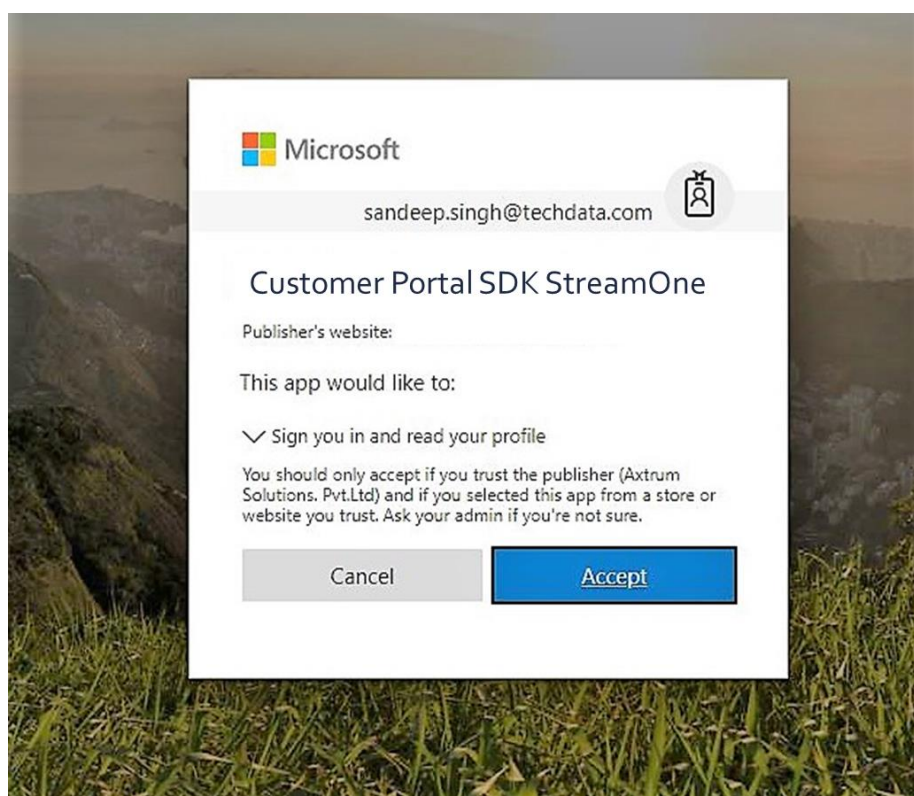 Microsoft
sandeep.singh@techdata.com
Customer Portal SDK StreamOne
Publisher's website:
This app would like to:
Sign you in and read your profile
You should only accept if you trust the publisher (Axtrum
Solutions. Pvt.Ltd) and if you selected this app from a store or
website you trust. Ask your admin if you're not sure.
Cancel
Accept